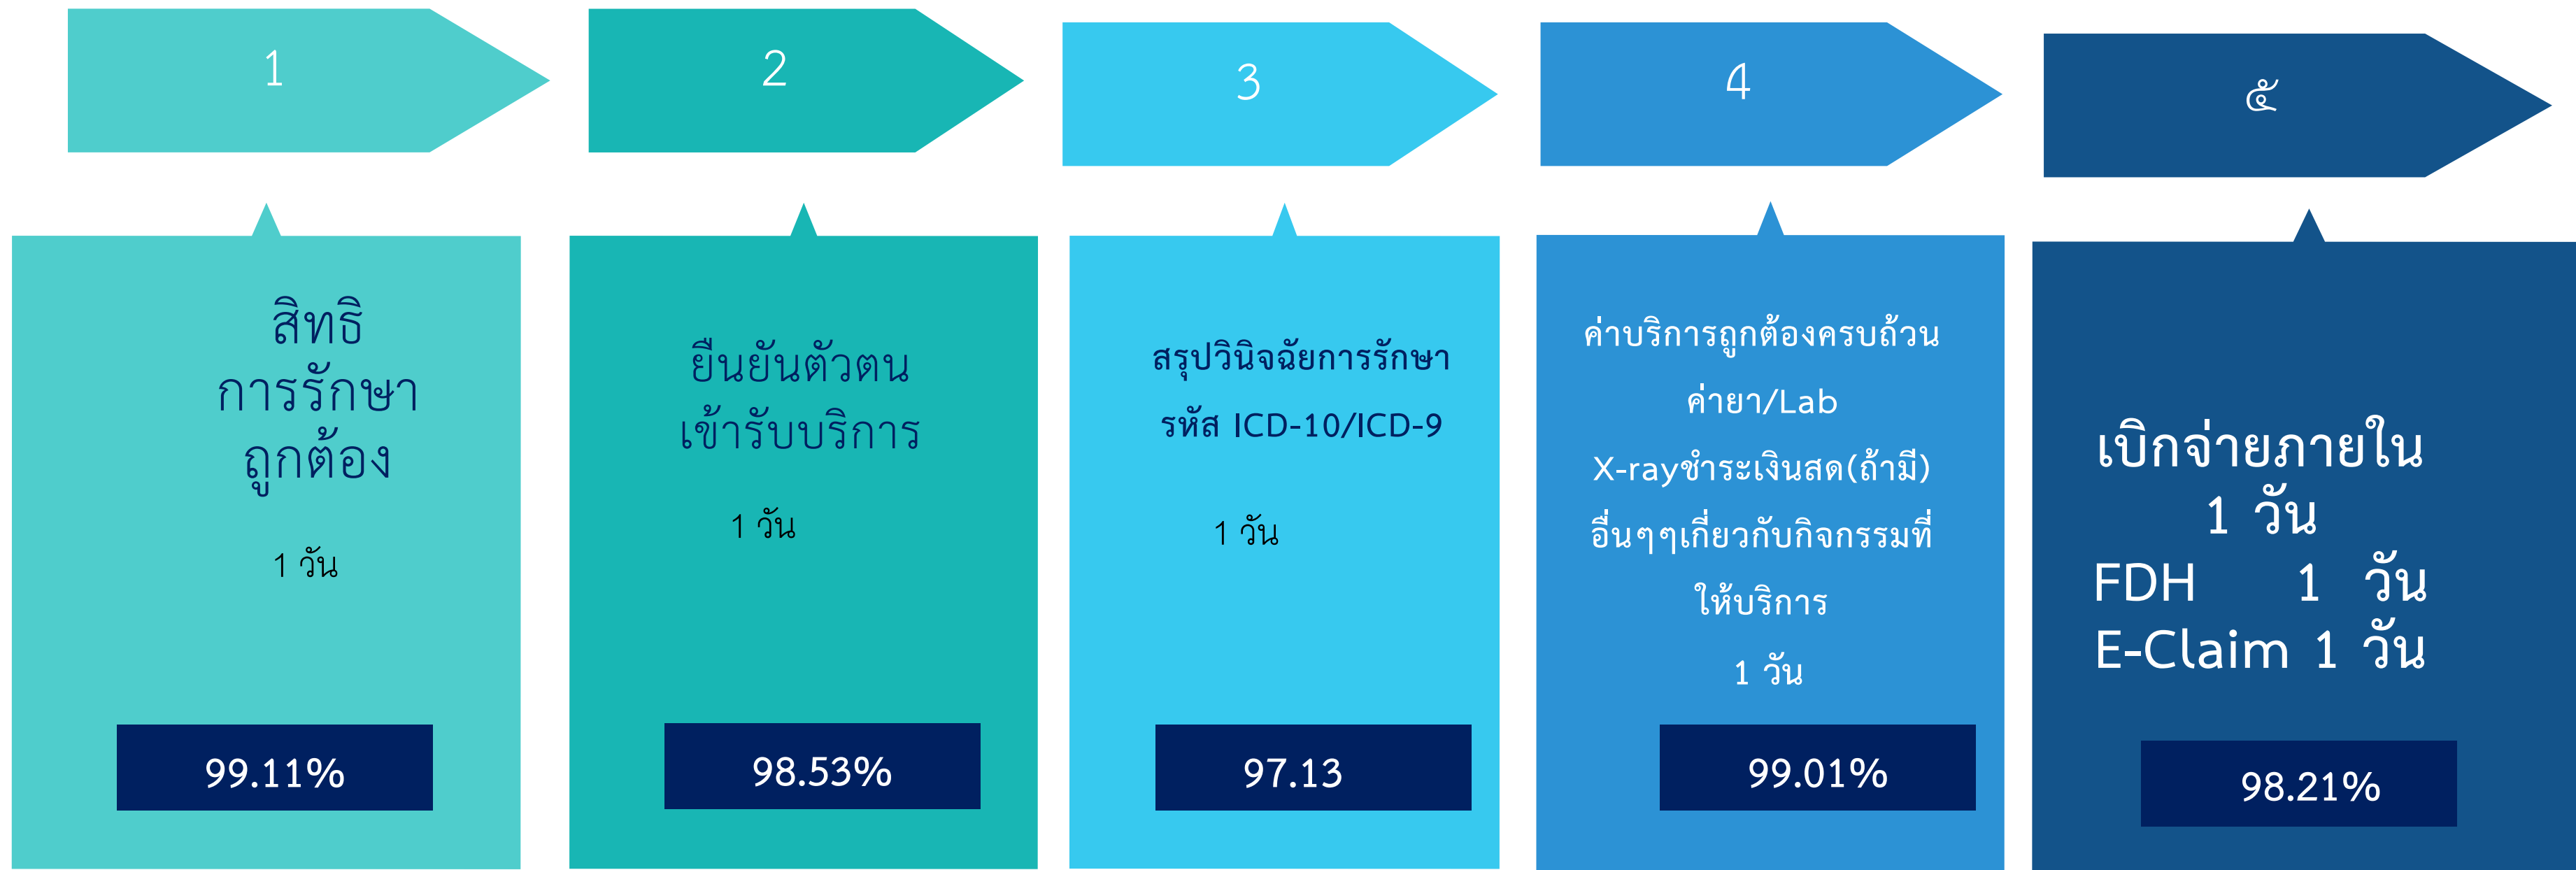 1
2
3
4
๕
สิทธิ
การรักษา
ถูกต้อง
1 วัน
99.11%
ยืนยันตัวตน
เข้ารับบริการ
1 วัน
98.53%
สรุปวินิจฉัยการรักษา
รหัส ICD-10/ICD-9
1 วัน
97.13
ค่าบริการถูกต้องครบถ้วน
ค่ายา/Lab
X-rayชำระเงินสด(ถ้ามี)
อื่นๆๆเกี่ยวกับกิจกรรมที่
ให้บริการ
1 วัน
99.01%
เบิกจ่ายภายใน
1 วัน
FDH 1 วัน
E-Claim 1 วัน
98.21%